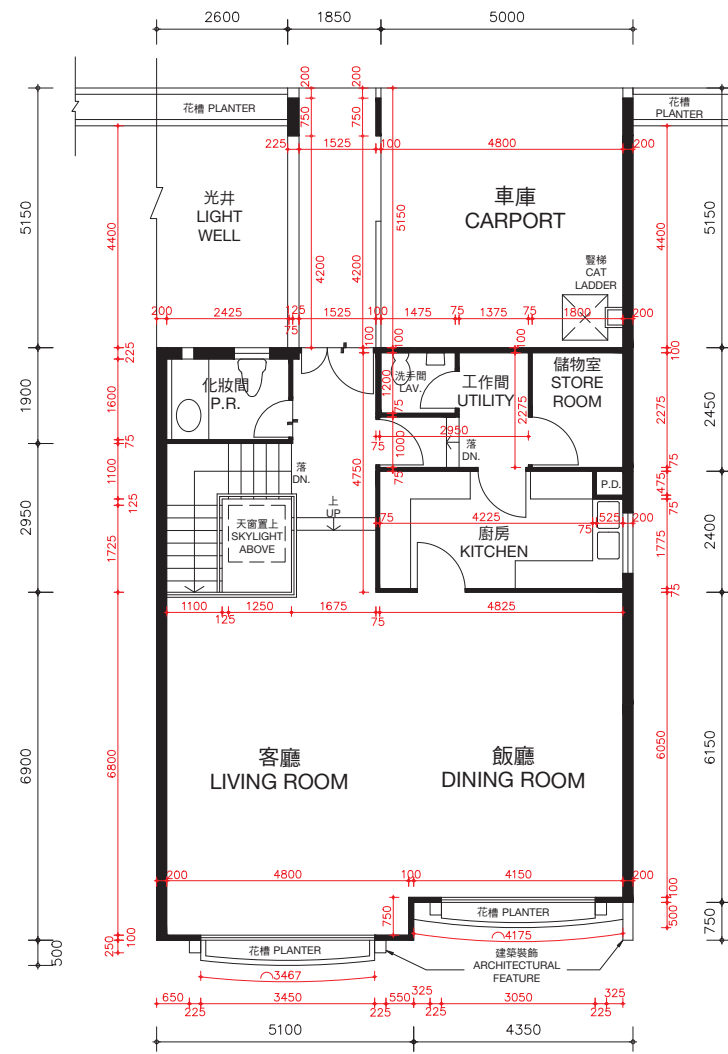 2600
1850
5000
花槽 PLANTER
花槽
PLANTER
200
200
750
750
225
1525
100
4800
200
光井
LIGHT
WELL
車庫
CARPORT
5150
4400
4200
4200
5150
4400
5150
豎梯
CAT
LADDER
200
2425
125
75
1525
100
1475
75
1375
75
1800
200
225
100
100
100
100
化妝間
P.R.
洗手間
LAV.
工作間
UTILITY
儲物室
STORE
ROOM
1900
1600
1200
2275
2275
2450
75
75
2950
75
1000
75
落
DN.
落
DN.
75
1100
125
4750
475
75
P.D.
上
UP
天窗置上
SKYLIGHT
ABOVE
75
4225
75
525
200
廚房
KITCHEN
2950
1725
1775
2400
75
1100
125
1250
1675
75
4825
客廳
LIVING ROOM
飯廳
DINING ROOM
6900
6800
6050
6150
200
4800
100
4150
200
750
100
500
750
花槽 PLANTER
4175
100
250
500
花槽 PLANTER
建築裝飾
ARCHITECTURAL
FEATURE
3467
650
225
3450
225
550
325
225
3050
225
325
5100
4350